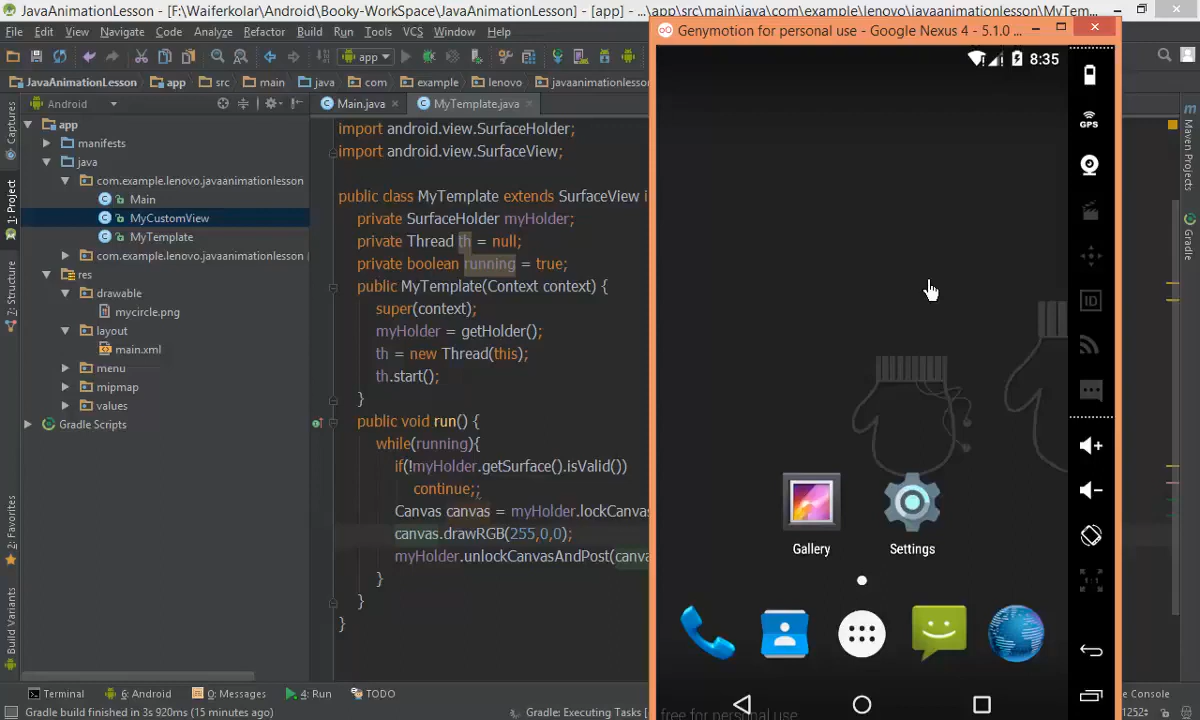 JavaAnimationLesson - [F:\Waiferkolar\Android\Booky-WorkSpace\JavaAnimationLesson] - [app] - ...\app\src\main\java\com\example\lenovo\javaanimationlesson\MyTem...
File Edit View Navigate Code Analyze Refactor Build Run Tools VCS Window Help
app
JavaAnimationLesson app src main java com example lenovo javaanimationlesson
Android
Main.java
MyTemplate.java
Captures
1: Project
7: Structure
2: Favorites
Build Variants
app
manifests
java
com.example.lenovo.javaanimationlesson
Main
MyCustomView
MyTemplate
com.example.lenovo.javaanimationlesson
res
drawable
mycircle.png
layout
main.xml
menu
mipmap
values
Gradle Scripts
import android.view.SurfaceHolder;
import android.view.SurfaceView;
public class MyTemplate extends SurfaceView i
private SurfaceHolder myHolder;
private Thread th = null;
private boolean running = true;
public MyTemplate(Context context) {
super(context);
myHolder = getHolder();
th = new Thread(this);
th.start();
}
public void run() {
while(running){
if(!myHolder.getSurface().isValid())
continue;;
Canvas canvas = myHolder.lockCanvas
canvas.drawRGB(255,0,0);
myHolder.unlockCanvasAndPost(canva
}
}
}
Genymotion for personal use - Google Nexus 4 - 5.1.0 ...
8:35
GPS
ID
1:1
Gallery
Settings
free for personal use
Maven Projects
Gradle
Terminal
6: Android
0: Messages
4: Run
TODO
e Console
Gradle build finished in 3s 920ms (15 minutes ago)
Gradle: Executing Tasks [
1252÷